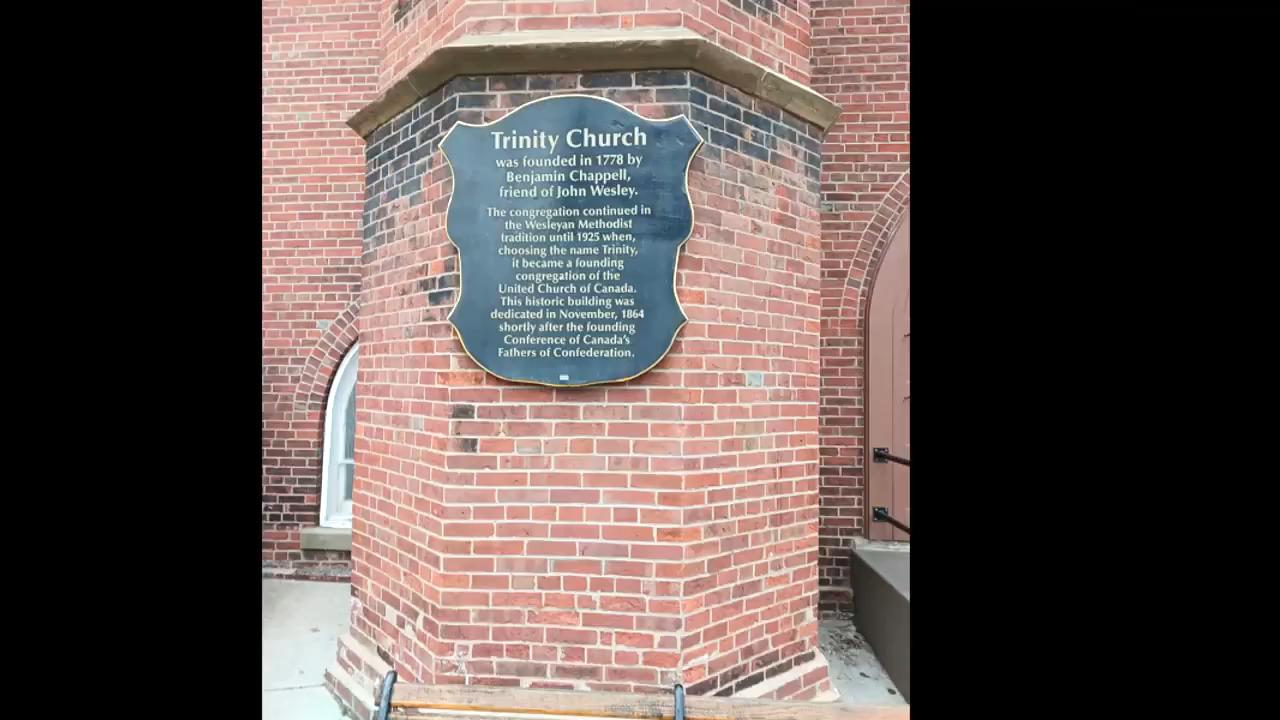 Trinity Church
was founded in 1778 by
Benjamin Chappell,
friend of John Wesley.
The congregation continued in
the Wesleyan Methodist
tradition until 1925 when,
choosing the name Trinity,
it became a founding
congregation of the
United Church of Canada.
This historic building was
dedicated in November, 1864
shortly after the founding
Conference of Canada's
Fathers of Confederation.